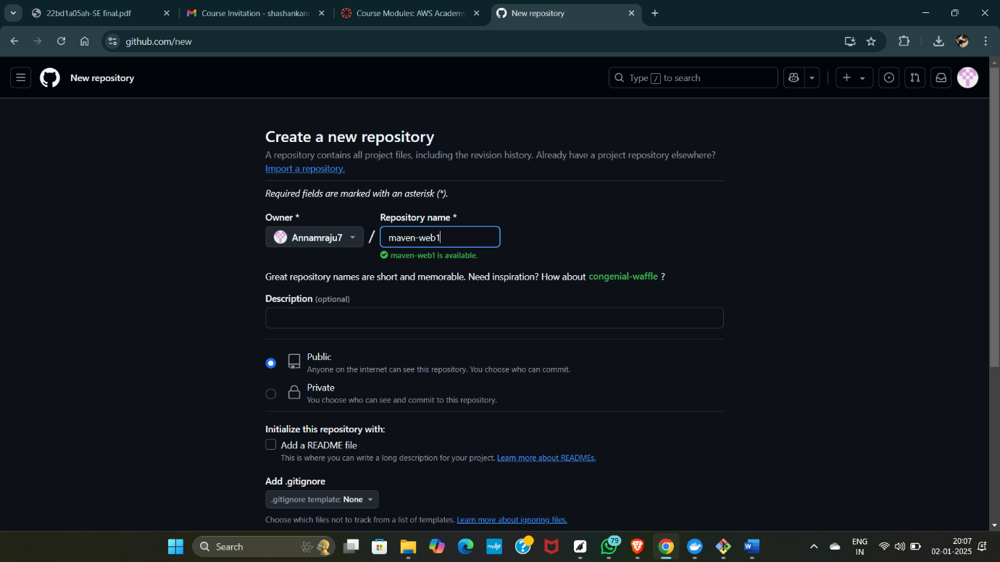 22bd1a05ah-SE final.pdf
Course Invitation - shashankanr
Course Modules: AWS Academy
New repository
github.com/new
New repository
Type / to search
Create a new repository
A repository contains all project files, including the revision history. Already have a project repository elsewhere?
Import a repository.
Required fields are marked with an asterisk (*).
Owner *
Repository name *
Annamraju7
/
maven-web1
maven-web1 is available.
Great repository names are short and memorable. Need inspiration? How about congenial-waffle ?
Description (optional)
Public
Anyone on the internet can see this repository. You choose who can commit.
Private
You choose who can see and commit to this repository.
Initialize this repository with:
Add a README file
This is where you can write a long description for your project. Learn more about READMEs.
Add .gitignore
.gitignore template: None
Choose which files not to track from a list of templates. Learn more about ignoring files.
Search
myhp
79
ENG
IN
20:07
02-01-2025